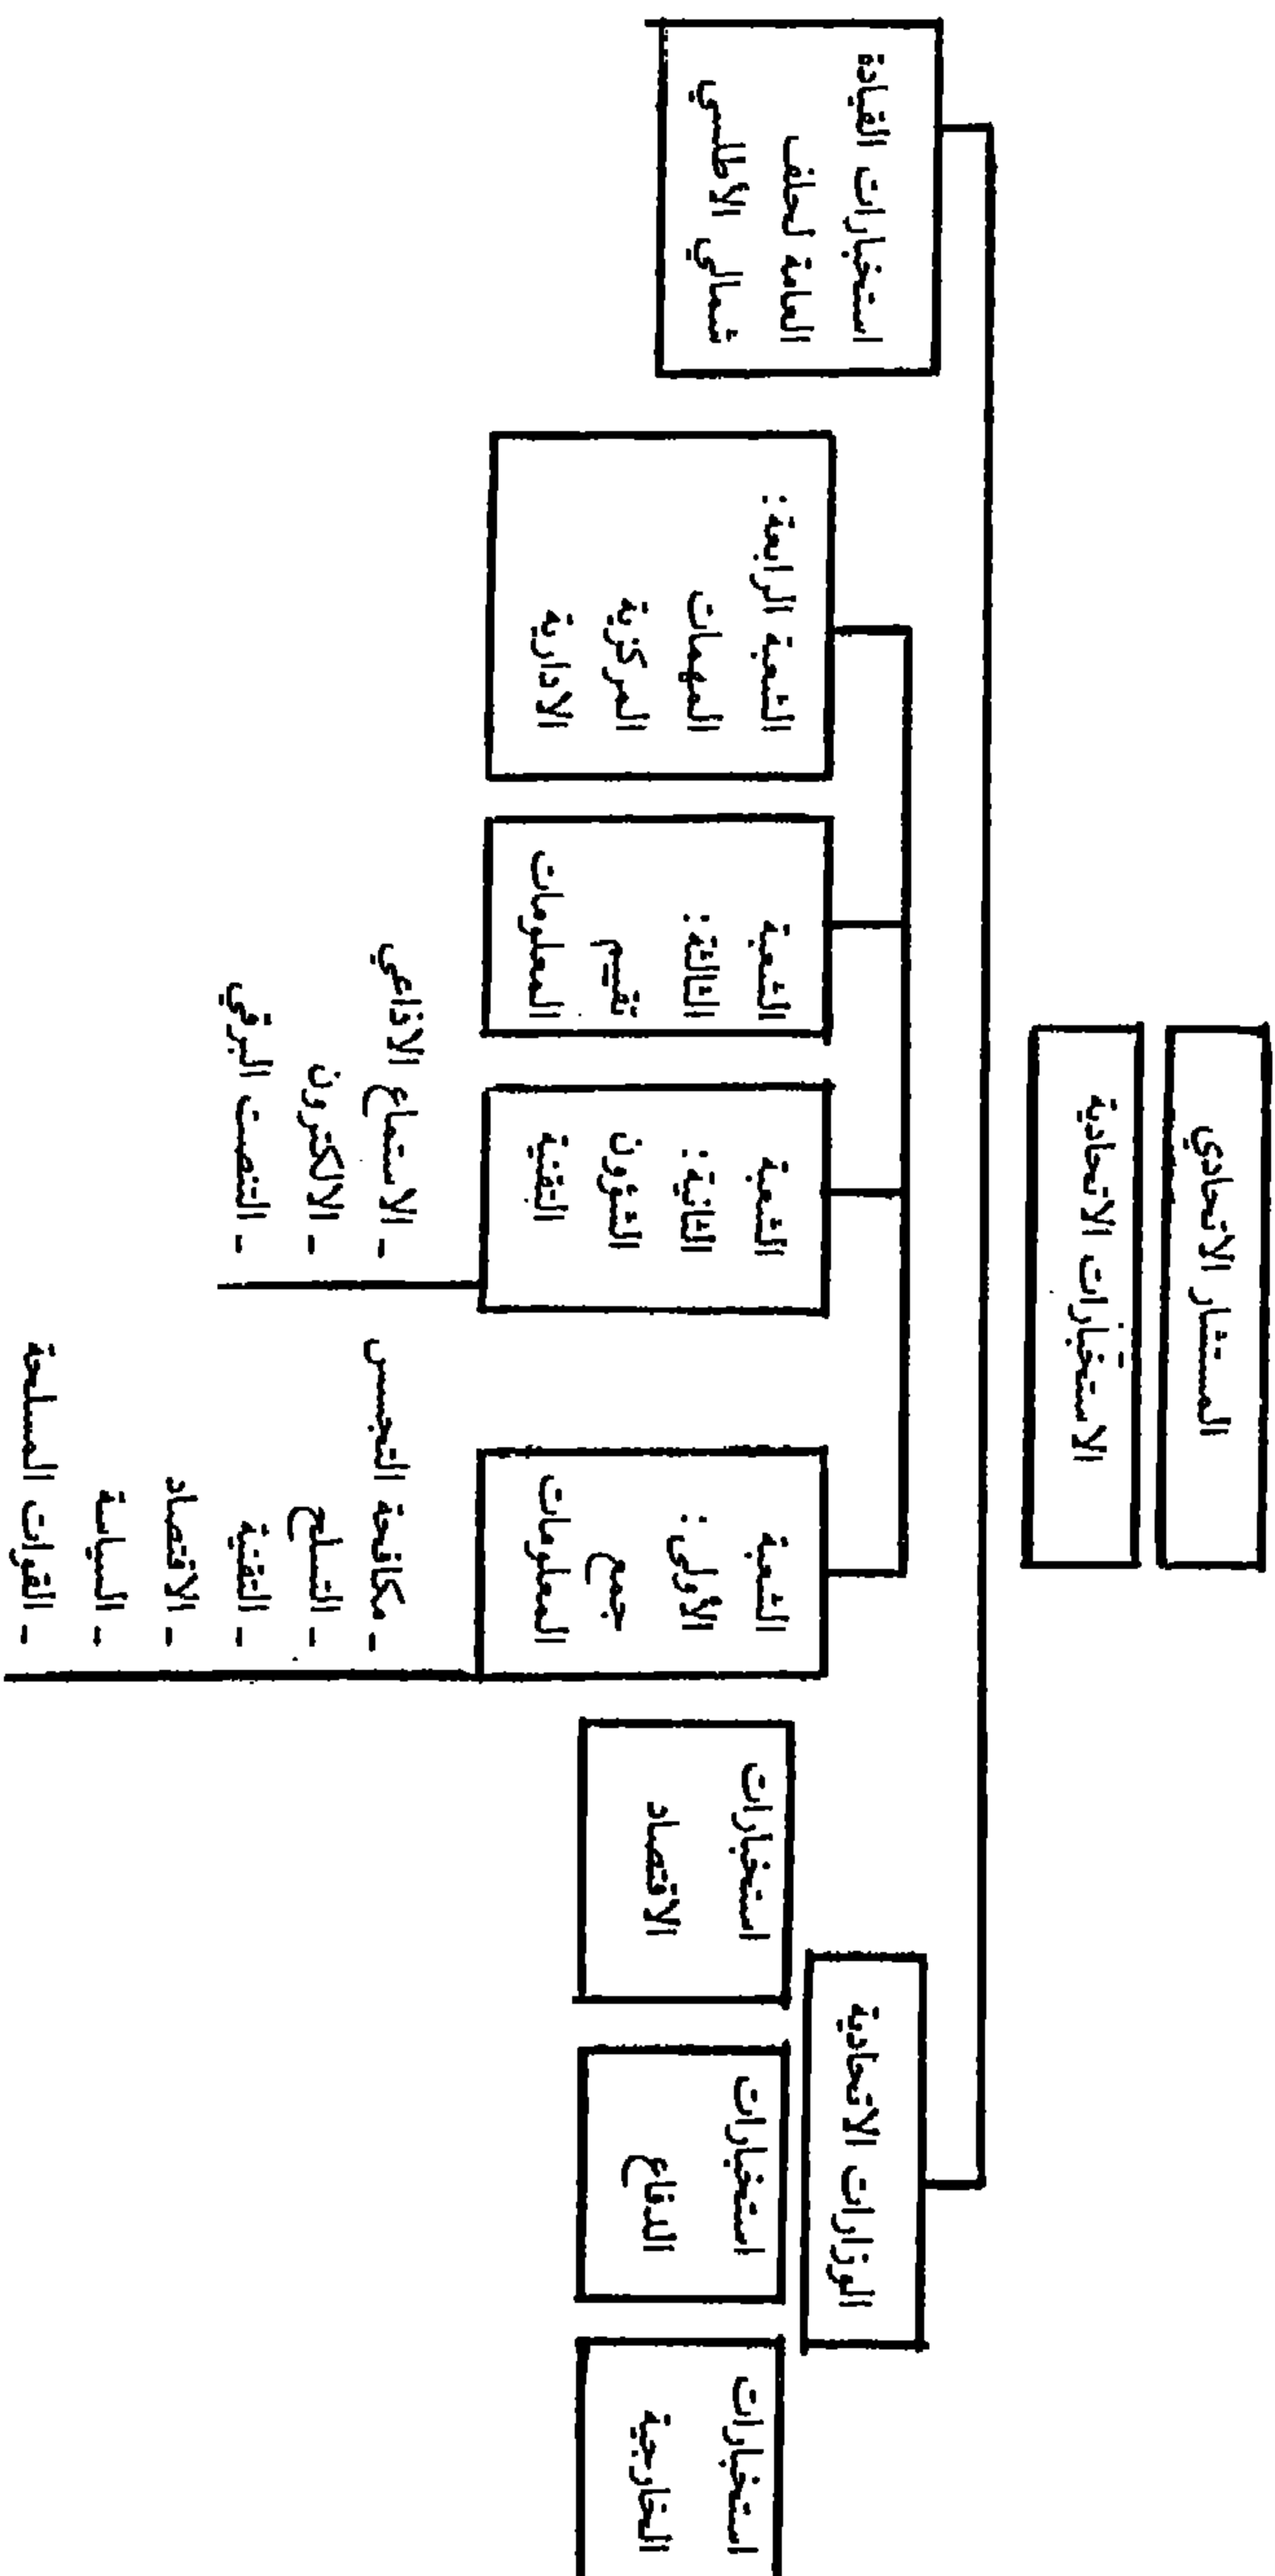 المستشار الاتحادي
الاستخبارات الاتحادية
الوزارات الاتحادية
استخبارات
الخارجية
استخبارات
الدفاع
استخبارات
الاقتصاد
الشعبة
الأولى :
جمع
المعلومات
- مكافحة التجسس
- التسلح
- التقنية
- الاقتصاد
- السياسة
- القوات المسلحة
الشعبة
الثانية :
الشؤون
التقنية
- الاستماع الاذاعي
- الالكترون
- التنصت البرقي
الشعبة
الثالثة :
تقييم
المعلومات
الشعبة الرابعة :
المهمات
المركزية
الادارية
استخبارات القيادة
العامة لحلف
شمالي الأطلسي